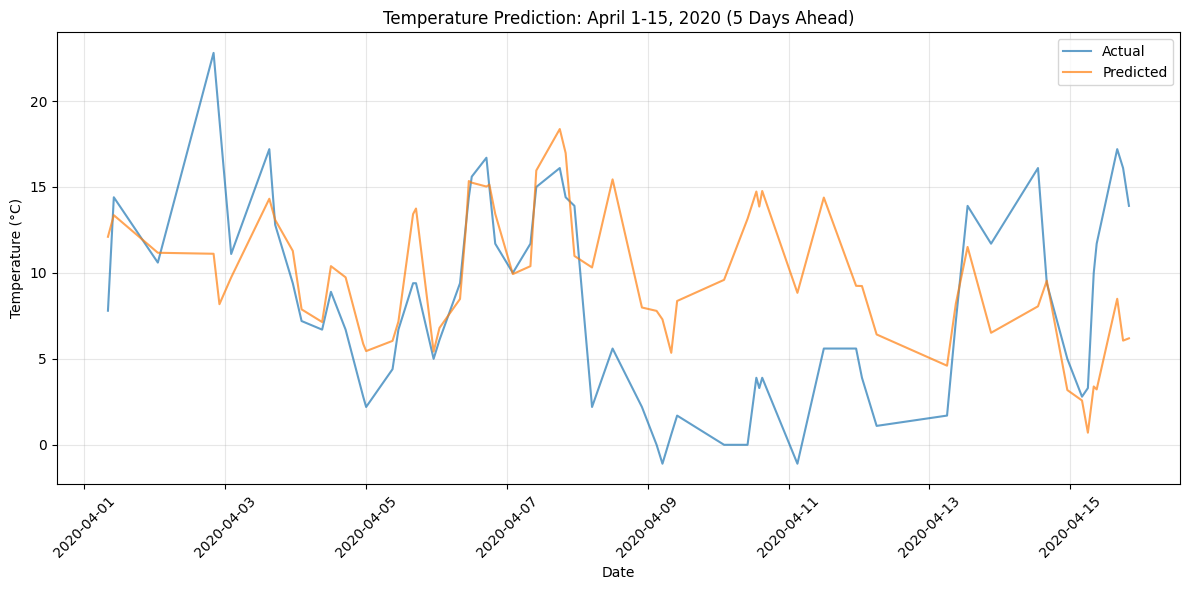 Temperature Prediction: April 1-15, 2020 (5 Days Ahead)
Actual
Predicted
Temperature (°C)
20
15
10
5
0
2020-04-01
2020-04-03
2020-04-05
2020-04-07
2020-04-09
2020-04-11
2020-04-13
2020-04-15
Date